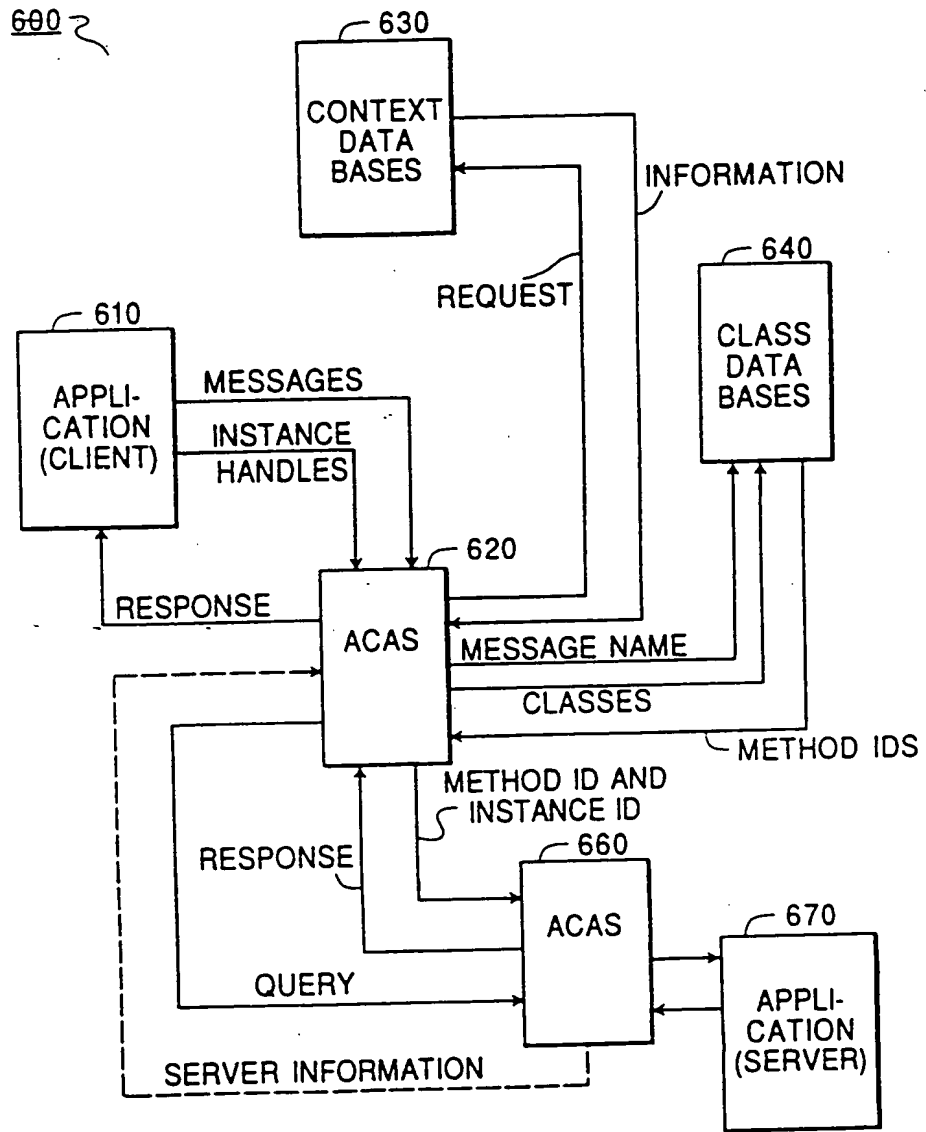 600
630
CONTEXT
DATA
BASES
INFORMATION
REQUEST
640
CLASS
DATA
BASES
610
APPLI-
CATION
(CLIENT)
MESSAGES
INSTANCE
HANDLES
620
ACAS
RESPONSE
MESSAGE NAME
CLASSES
METHOD IDS
METHOD ID AND
INSTANCE ID
RESPONSE
660
ACAS
670
APPLI-
CATION
(SERVER)
QUERY
SERVER INFORMATION